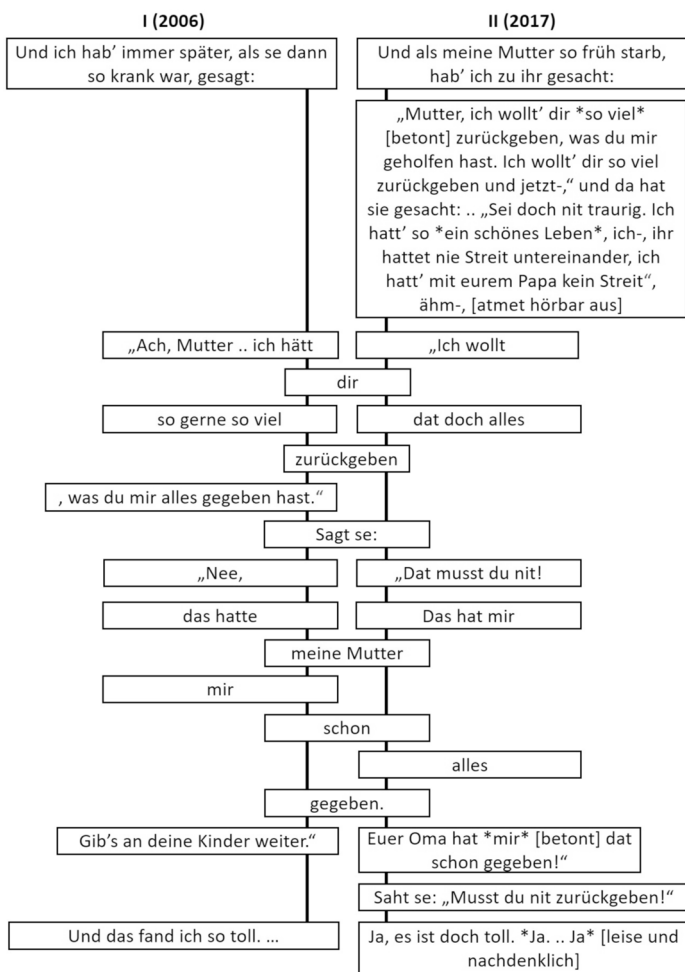 I (2006)
II (2017)
Und ich hab’ immer später, als se dann
so krank war, gesagt:
Und als meine Mutter so früh starb,
hab’ ich zu ihr gesacht:
„Mutter, ich wollt’ dir *so viel*
[betont] zurückgeben, was du mir
geholfen hast. Ich wollt’ dir so viel
zurückgeben und jetzt-,“ und da hat
sie gesacht: .. „Sei doch nit traurig. Ich
hatt’ so *ein schönes Leben*, ich-, ihr
hattet nie Streit untereinander, ich
hatt’ mit eurem Papa kein Streit“,
ähm-, [atmet hörbar aus]
„Ach, Mutter .. ich hätt
„Ich wollt
dir
so gerne so viel
dat doch alles
zurückgeben
, was du mir alles gegeben hast.“
Sagt se:
„Nee,
„Dat musst du nit!
das hatte
Das hat mir
meine Mutter
mir
schon
alles
gegeben.
Gib’s an deine Kinder weiter.“
Euer Oma hat *mir* [betont] dat
schon gegeben!“
Saht se: „Musst du nit zurückgeben!“
Und das fand ich so toll. ...
Ja, es ist doch toll. *Ja. .. Ja* [leise und
nachdenklich]